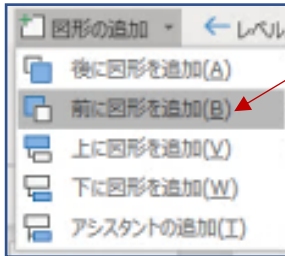 図形の追加 ← レベル
後に図形を追加(A)
前に図形を追加(B)
上に図形を追加(V)
下に図形を追加(W)
アシスタントの追加(T)